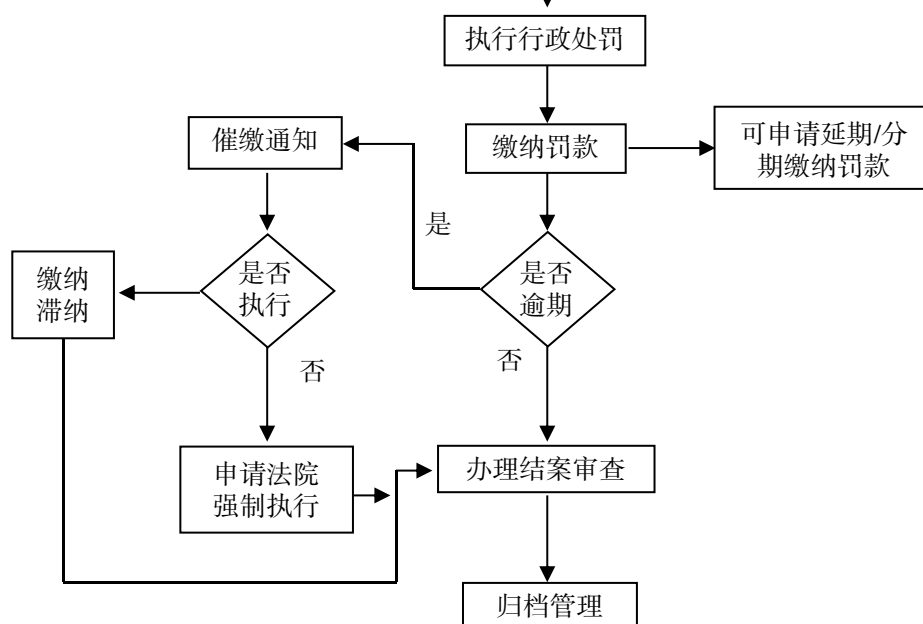 执行行政处罚
催缴通知
缴纳罚款
可申请延期/分
期缴纳罚款
是
缴纳
滞纳
是否
执行
是否
逾期
否
否
申请法院
强制执行
办理结案审查
归档管理